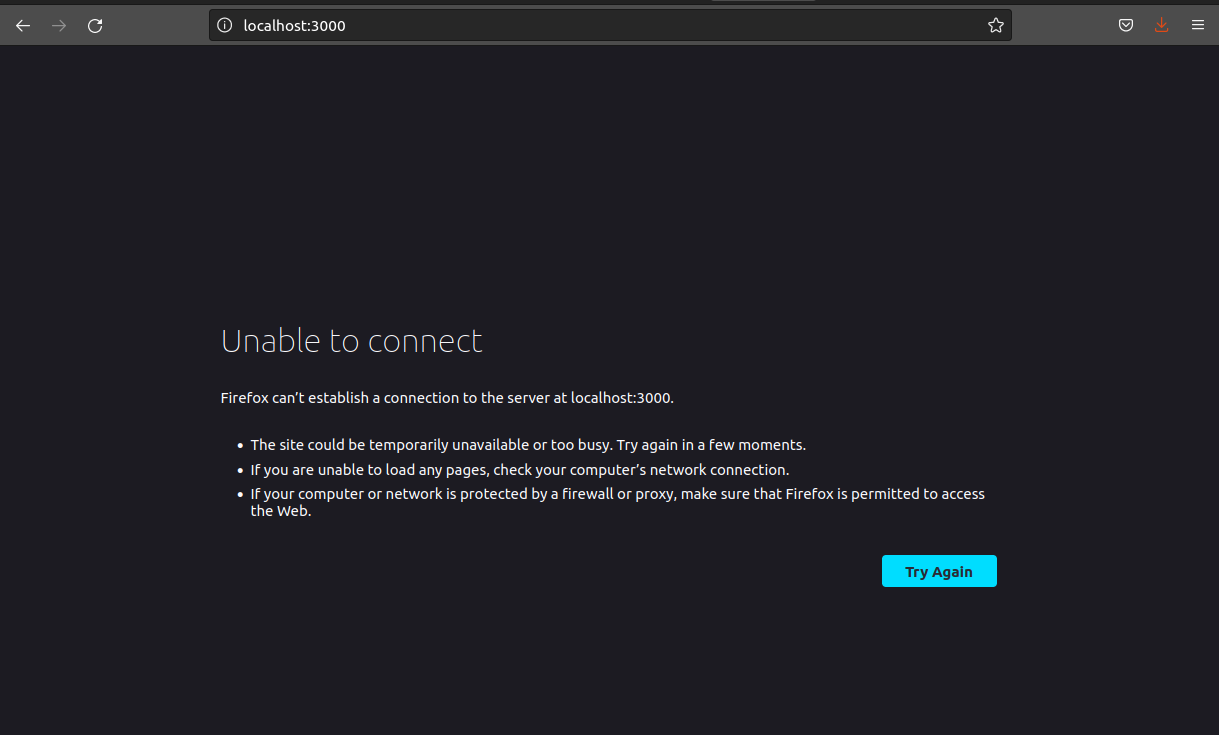 localhost:3000
Unable to connect
Firefox can’t establish a connection to the server at localhost:3000.
The site could be temporarily unavailable or too busy. Try again in a few moments.
If you are unable to load any pages, check your computer’s network connection.
If your computer or network is protected by a firewall or proxy, make sure that Firefox is permitted to access
the Web.
Try Again